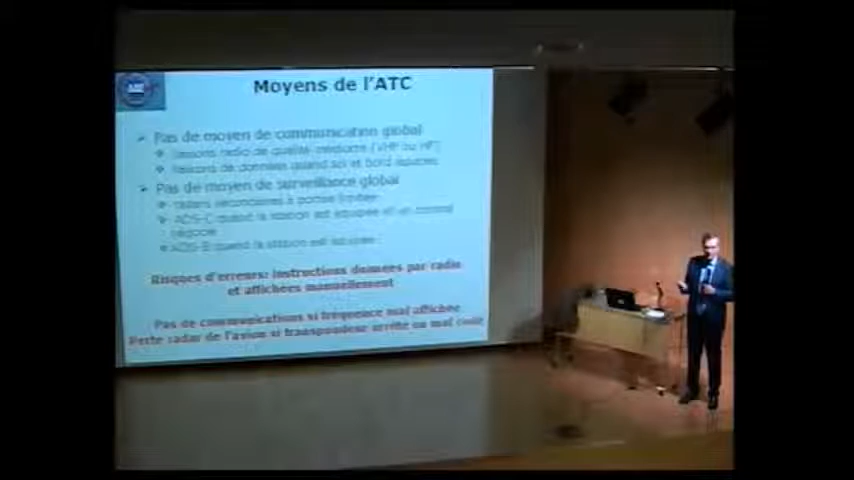 Moyens de l'ATC
Pas de moyen de communication global
Liaisons radio de qualité médiocre (VHF ou HF)
Liaisons de données quand sol et bord équipés
Pas de moyen de surveillance global
radars secondaires à portée limitée
ADS-C quand la station est équipée et un contrat
négocié
ADS-B quand la station est équipée
Risques d'erreurs: instructions données par radio
et affichées manuellement
Pas de communications si fréquence mal affichée
Perte radar de l'avion si transpondeur arrêté ou mal codé